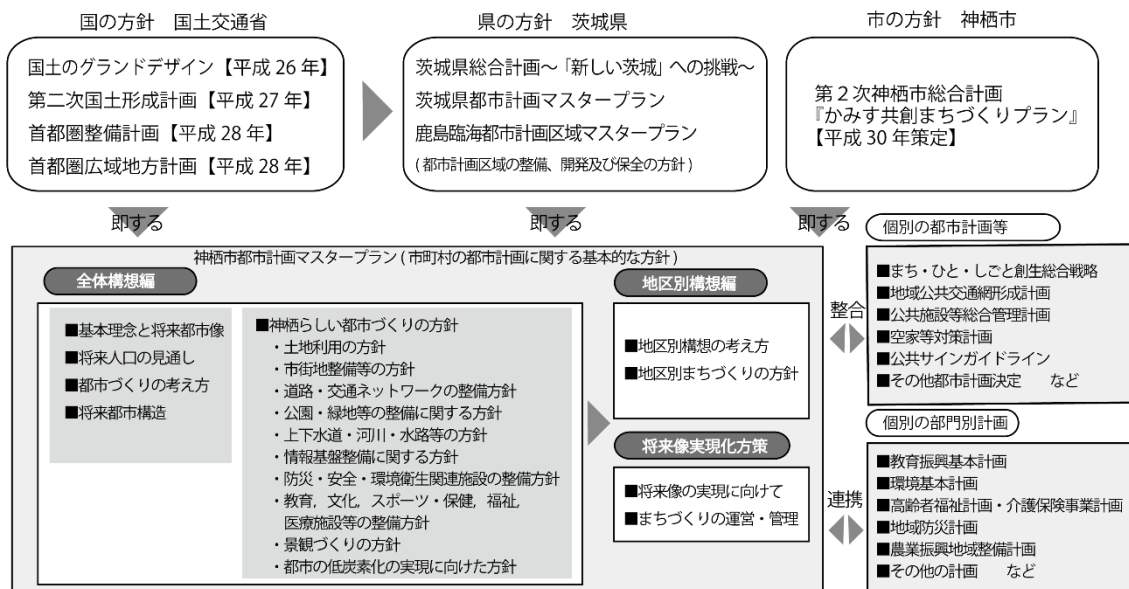 国の方針　国土交通省
国土のグランドデザイン【平成 26 年】
第二次国土形成計画【平成 27 年】
首都圏整備計画【平成 28 年】
首都圏広域地方計画【平成 28 年】
県の方針　茨城県
茨城県総合計画～「新しい茨城」への挑戦～
茨城県都市計画マスタープラン
鹿島臨海都市計画区域マスタープラン
( 都市計画区域の整備、開発及び保全の方針 )
市の方針　神栖市
第２次神栖市総合計画
『かみす共創まちづくりプラン』
【平成 30 年策定】
即する
即する
即する
神栖市都市計画マスタープラン ( 市町村の都市計画に関する基本的な方針 )
全体構想編
■基本理念と将来都市像
■将来人口の見通し
■都市づくりの考え方
■将来都市構造
■神栖らしい都市づくりの方針
・土地利用の方針
・市街地整備等の方針
・道路・交通ネットワークの整備方針
・公園・緑地等の整備に関する方針
・上下水道・河川・水路等の方針
・情報基盤整備に関する方針
・防災・安全・環境衛生関連施設の整備方針
・教育，文化，スポーツ・保健，福祉，
医療施設等の整備方針
・景観づくりの方針
・都市の低炭素化の実現に向けた方針
地区別構想編
■地区別構想の考え方
■地区別まちづくりの方針
将来像実現化方策
■将来像の実現に向けて
■まちづくりの運営・管理
整合
連携
個別の都市計画等
■まち・ひと・しごと創生総合戦略
■地域公共交通網形成計画
■公共施設等総合管理計画
■空家等対策計画
■公共サインガイドライン
■その他都市計画決定　など
個別の部門別計画
■教育振興基本計画
■環境基本計画
■高齢者福祉計画・介護保険事業計画
■地域防災計画
■農業振興地域整備計画
■その他の計画　など